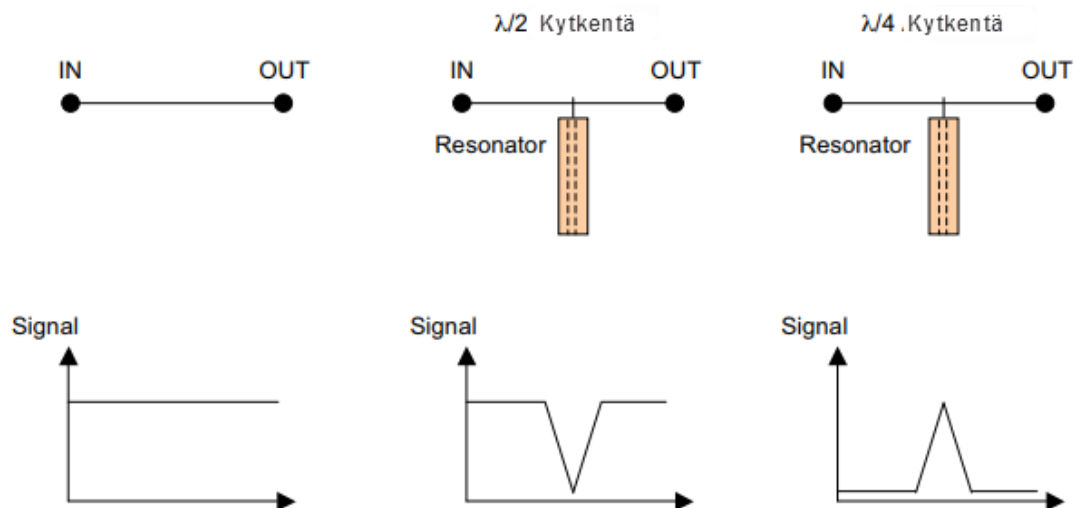 λ/2 Kytkentä
λ/4 .Kytkentä
IN OUT
IN OUT
IN OUT
Resonator
Resonator
Signal
Signal
Signal